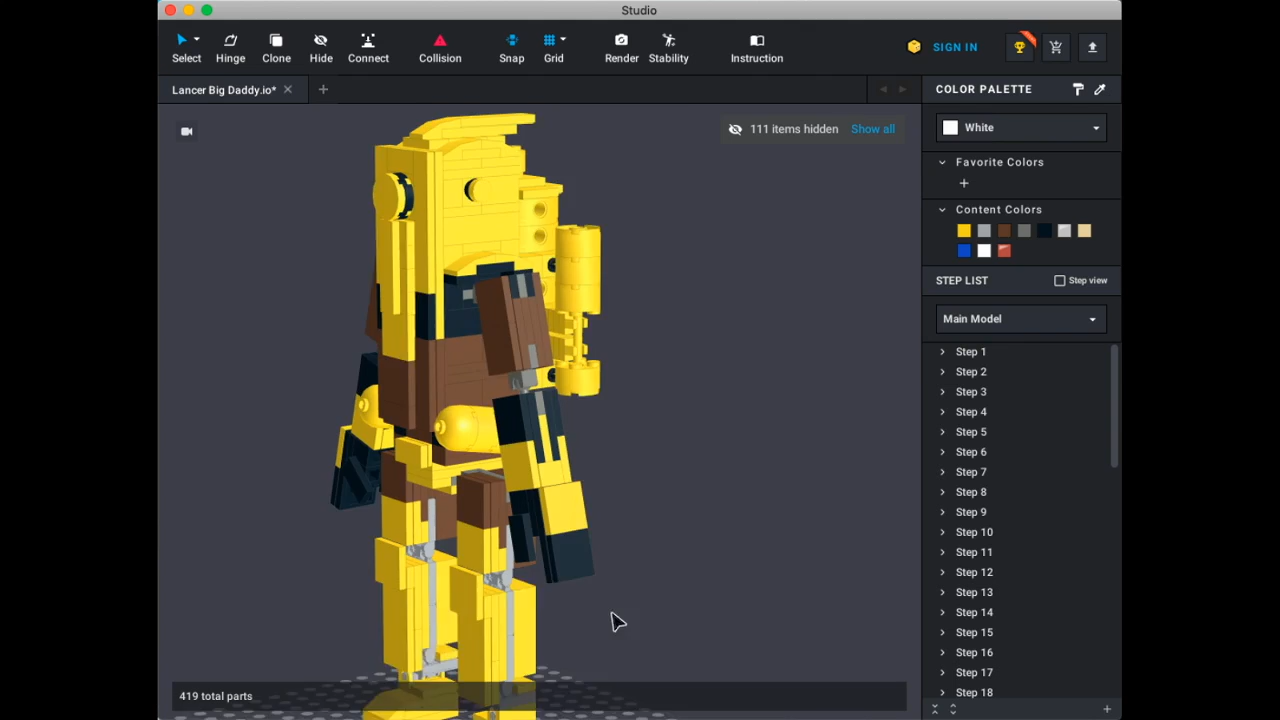 Studio
Select Hinge Clone Hide Connect Collision Snap Grid Render Stability Instruction SIGN IN
Lancer Big Daddy.io*
COLOR PALETTE
111 items hidden Show all
White
Favorite Colors
Content Colors
STEP LIST Step view
Main Model
Step 1
Step 2
Step 3
Step 4
Step 5
Step 6
Step 7
Step 8
Step 9
Step 10
Step 11
Step 12
Step 13
Step 14
Step 15
Step 16
Step 17
Step 18
419 total parts